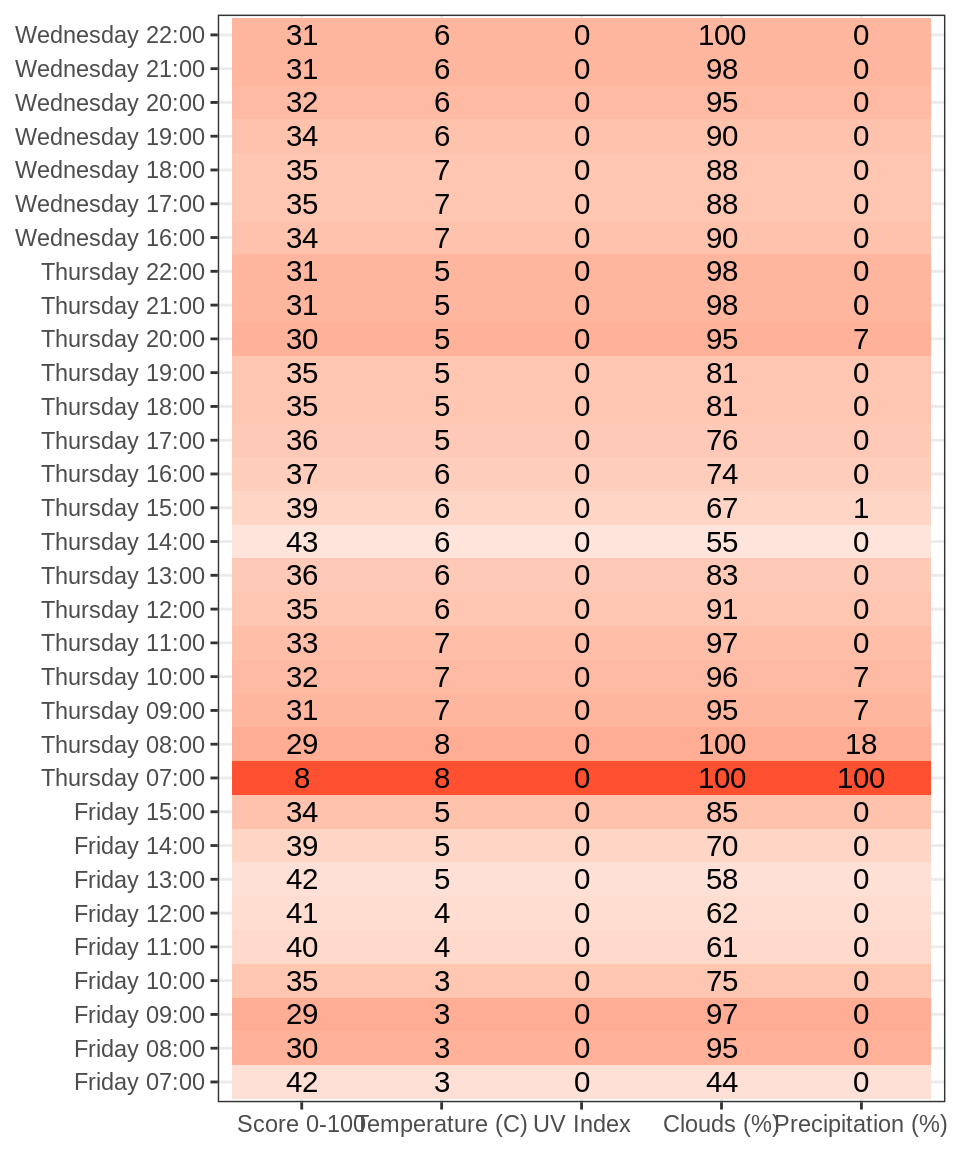 Wednesday 22:00 31 6 0 100 0
Wednesday 21:00 31 6 0 98 0
Wednesday 20:00 32 6 0 95 0
Wednesday 19:00 34 6 0 90 0
Wednesday 18:00 35 7 0 88 0
Wednesday 17:00 35 7 0 88 0
Wednesday 16:00 34 7 0 90 0
Thursday 22:00 31 5 0 98 0
Thursday 21:00 31 5 0 98 0
Thursday 20:00 30 5 0 95 7
Thursday 19:00 35 5 0 81 0
Thursday 18:00 35 5 0 81 0
Thursday 17:00 36 5 0 76 0
Thursday 16:00 37 6 0 74 0
Thursday 15:00 39 6 0 67 1
Thursday 14:00 43 6 0 55 0
Thursday 13:00 36 6 0 83 0
Thursday 12:00 35 6 0 91 0
Thursday 11:00 33 7 0 97 0
Thursday 10:00 32 7 0 96 7
Thursday 09:00 31 7 0 95 7
Thursday 08:00 29 8 0 100 18
Thursday 07:00 8 8 0 100 100
Friday 15:00 34 5 0 85 0
Friday 14:00 39 5 0 70 0
Friday 13:00 42 5 0 58 0
Friday 12:00 41 4 0 62 0
Friday 11:00 40 4 0 61 0
Friday 10:00 35 3 0 75 0
Friday 09:00 29 3 0 97 0
Friday 08:00 30 3 0 95 0
Friday 07:00 42 3 0 44 0
Score 0-100 Temperature (C) UV Index Clouds (%) Precipitation (%)